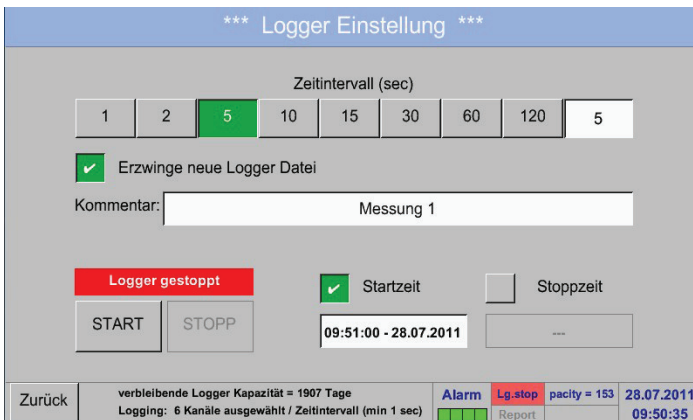 *** Logger Einstellung ***
Zeitintervall (sec)
1 2 5 10 15 30 60 120 5
Erzwinge neue Logger Datei
Kommentar: Messung 1
Logger gestoppt
Startzeit
Stoppzeit
START STOPP
09:51:00 - 28.07.2011
---
Zurück
verbleibende Logger Kapazität = 1907 Tage
Logging: 6 Kanäle ausgewählt / Zeitintervall (min 1 sec)
Alarm
Lg.stop
pacity = 153
28.07.2011
Report
09:50:35